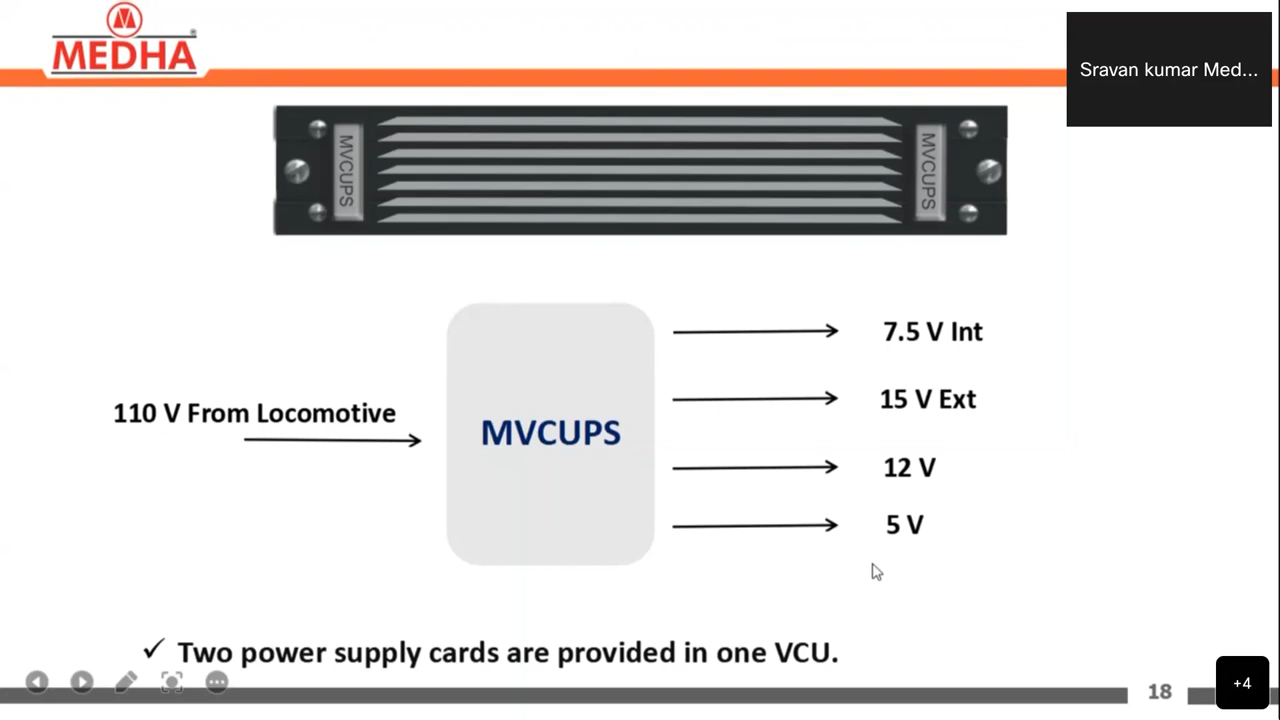 MEDHA
®
Sravan kumar Med...
MVCUPS
MVCUPS
7.5 V Int
15 V Ext
110 V From Locomotive
MVCUPS
12 V
5 V
✓ Two power supply cards are provided in one VCU.
18
+4